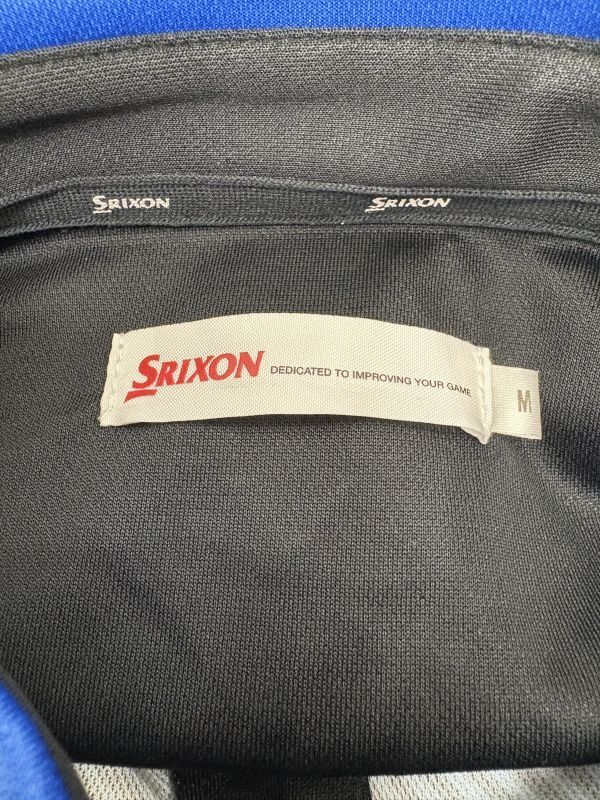 SRIXON SRIXON
SRIXON DEDICATED TO IMPROVING YOUR GAME
M